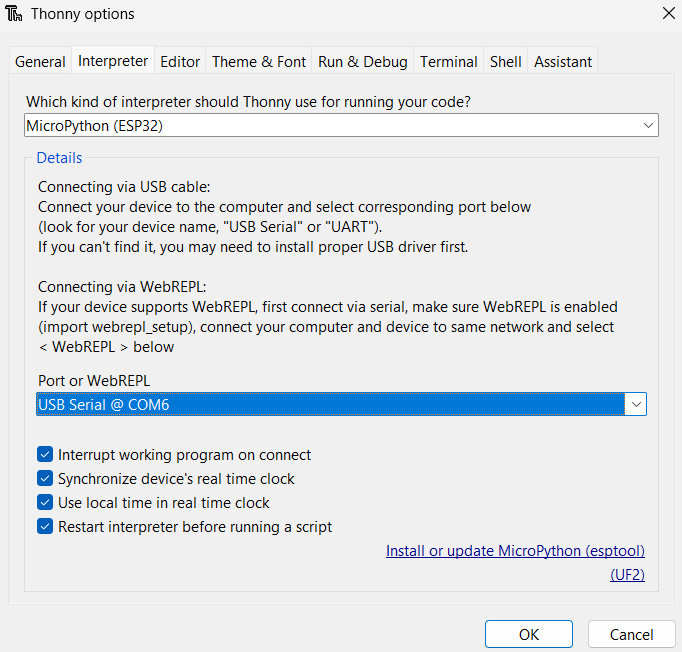 Thonny options
General Interpreter Editor Theme & Font Run & Debug Terminal Shell Assistant
Which kind of interpreter should Thonny use for running your code?
MicroPython (ESP32)
Details
Connecting via USB cable:
Connect your device to the computer and select corresponding port below
(look for your device name, "USB Serial" or "UART").
If you can't find it, you may need to install proper USB driver first.
Connecting via WebREPL:
If your device supports WebREPL, first connect via serial, make sure WebREPL is enabled
(import webrepl_setup), connect your computer and device to same network and select
< WebREPL > below
Port or WebREPL
USB Serial @ COM6
Interrupt working program on connect
Synchronize device's real time clock
Use local time in real time clock
Restart interpreter before running a script
Install or update MicroPython (esptool)
(UF2)
OK Cancel